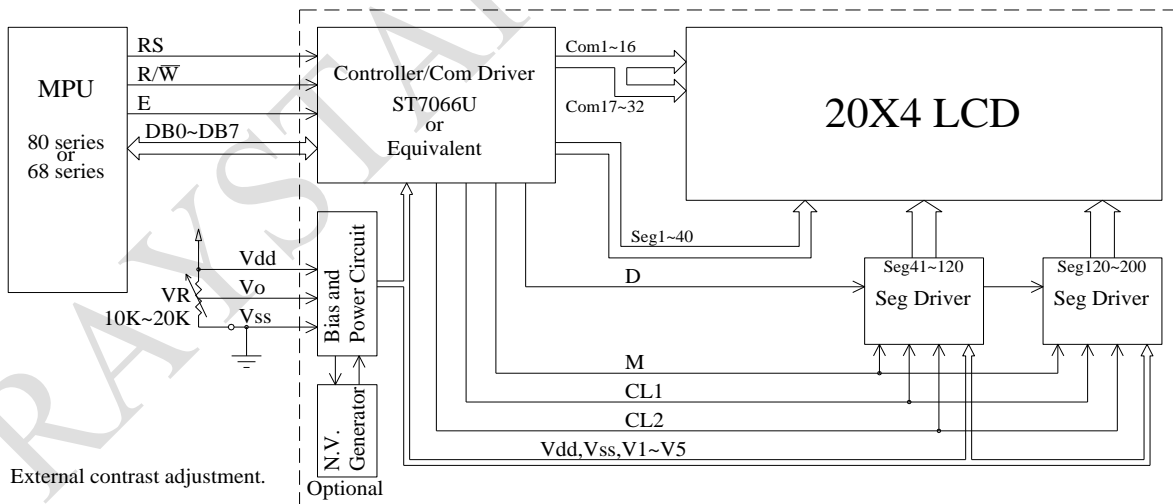 RS
R/W̅
E
DB0~DB7
MPU
80 series
or
68 series
Controller/Com Driver
ST7066U
or
Equivalent
Com1~16
Com17~32
20X4 LCD
Seg1~40
D
Seg41~120
Seg Driver
Seg120~200
Seg Driver
Vdd
Vo
Vss
VR
10K~20K
Bias and
Power Circuit
M
CL1
CL2
Vdd,Vss,V1~V5
N.V.
Generator
Optional
External contrast adjustment.
RAYSTAR